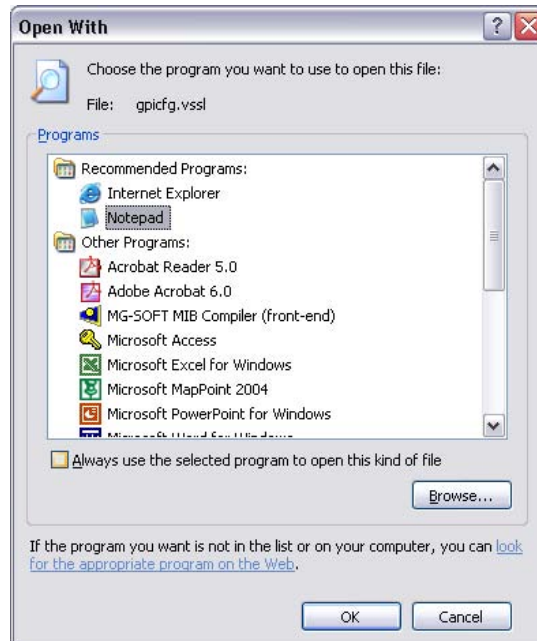 Open With
Choose the program you want to use to open this file:
File: gpicfg.vssl
Programs
Recommended Programs:
Internet Explorer
Notepad
Other Programs:
Acrobat Reader 5.0
Adobe Acrobat 6.0
MG-SOFT MIB Compiler (front-end)
Microsoft Access
Microsoft Excel for Windows
Microsoft MapPoint 2004
Microsoft PowerPoint for Windows
Microsoft Word for Windows
Always use the selected program to open this kind of file
Browse...
If the program you want is not in the list or on your computer, you can look
for the appropriate program on the Web.
OK Cancel